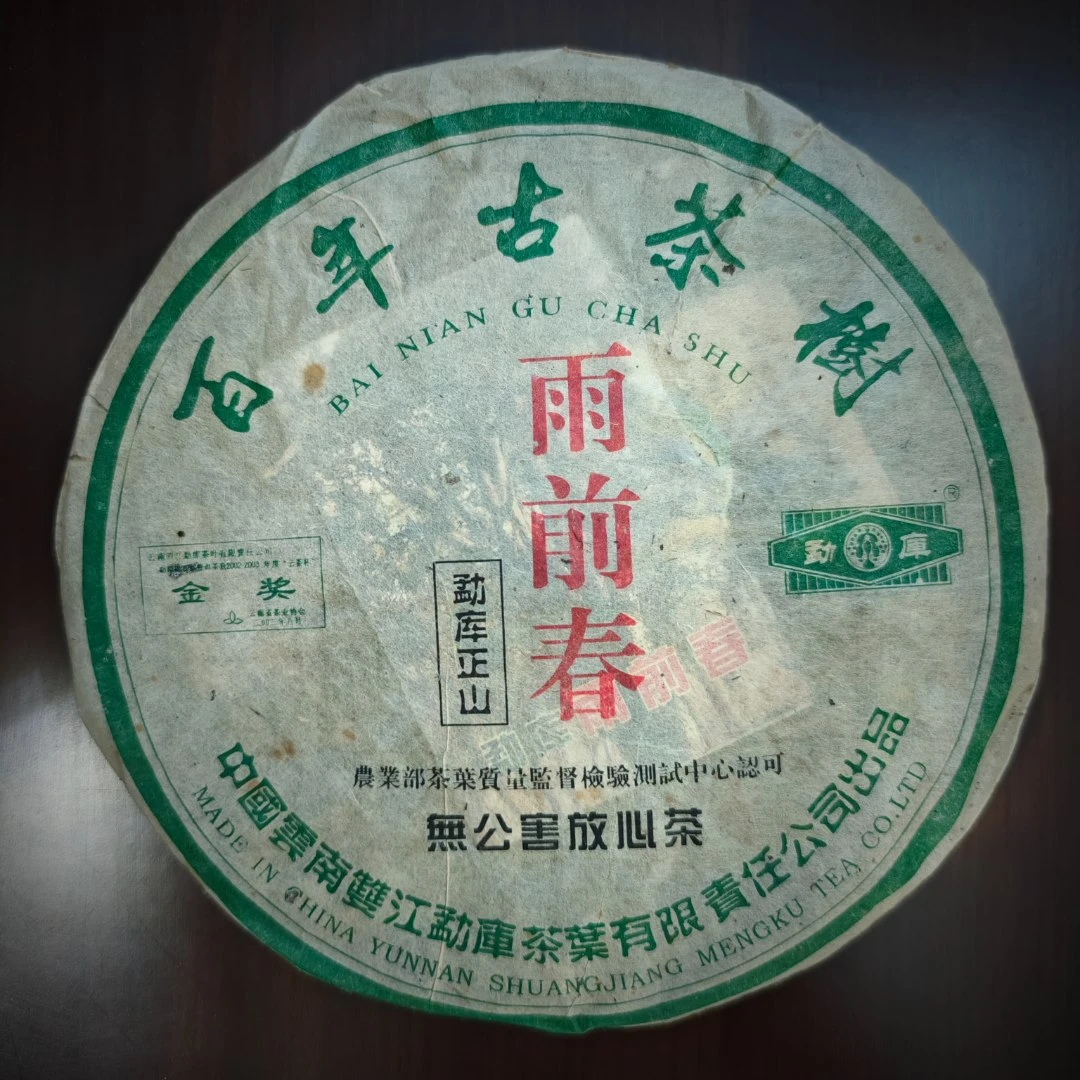 百年古茶樹
BAI NIAN GU CHA SHU
雨前春
勐库正山
金 奖
勐庫
®
農業部茶葉質量監督檢驗測試中心認可
無公害放心茶
中國雲南雙江勐庫茶葉有限責任公司出品
MADE IN CHINA YUNNAN SHUANGJIANG MENGKU TEA CO.LTD